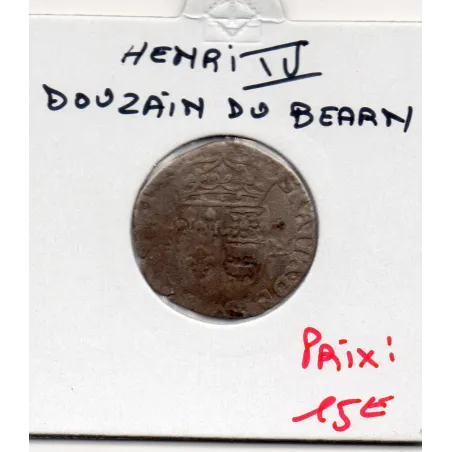 HENRi IV
DOUZAIN DU BEARN
PRix:
15€